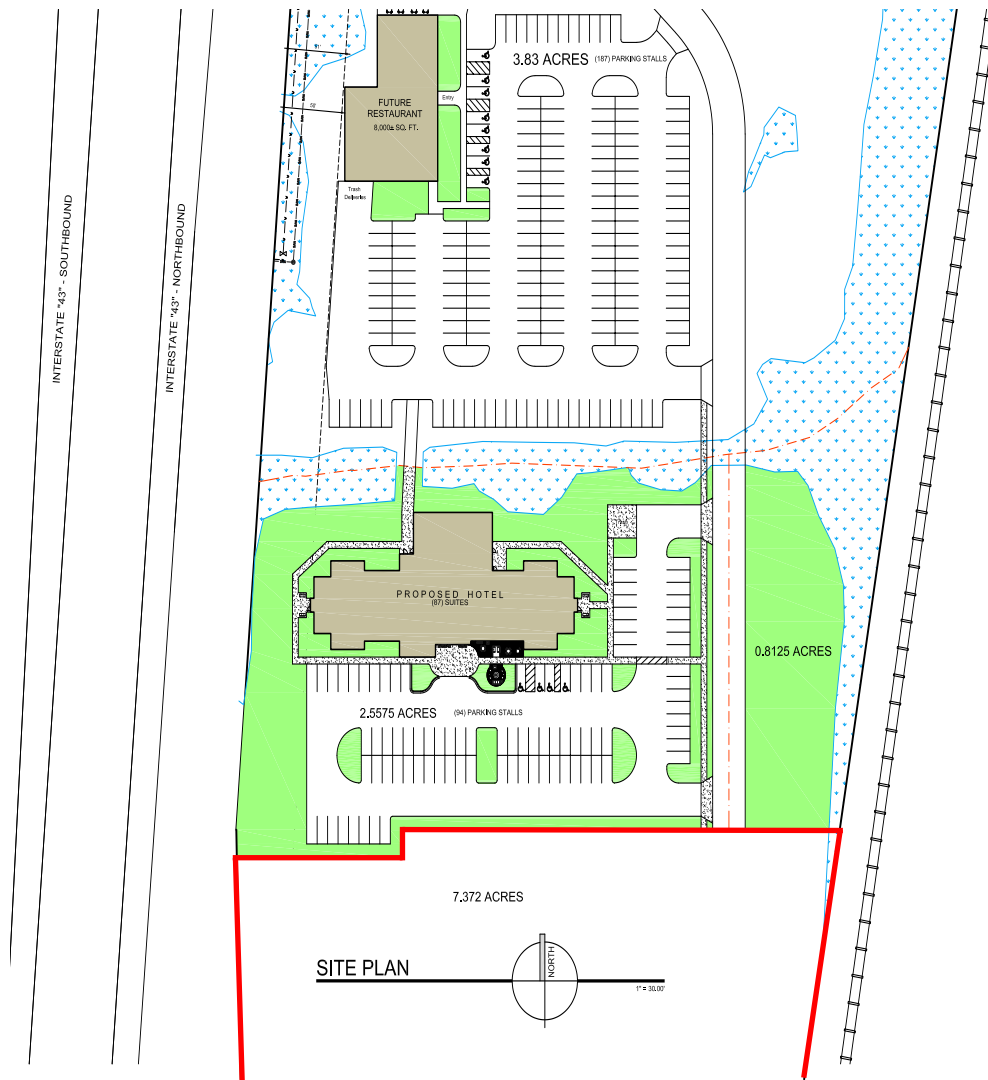 3.83 ACRES (187) PARKING STALLS
50'
FUTURE
RESTAURANT
8,000± SQ. FT.
Entry
Trash
Deliveries
INTERSTATE "43" - SOUTHBOUND
INTERSTATE "43" - NORTHBOUND
PROPOSED HOTEL
(87) SUITES
0.8125 ACRES
2.5575 ACRES (94) PARKING STALLS
7.372 ACRES
SITE PLAN
NORTH
1" = 30.00'